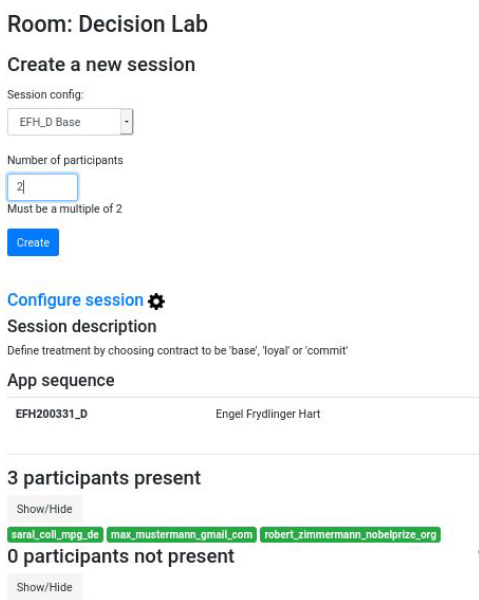 Room: Decision Lab
Create a new session
Session config:
EFH_D Base
Number of participants
2
Must be a multiple of 2
Create
Configure session
Session description
Define treatment by choosing contract to be 'base', 'loyal' or 'commit'
App sequence
EFH200331_D Engel Frydlinger Hart
3 participants present
Show/Hide
saral_coll_mpg_de max_mustermann_gmail_com robert_zimmermann_nobelprize_org
0 participants not present
Show/Hide